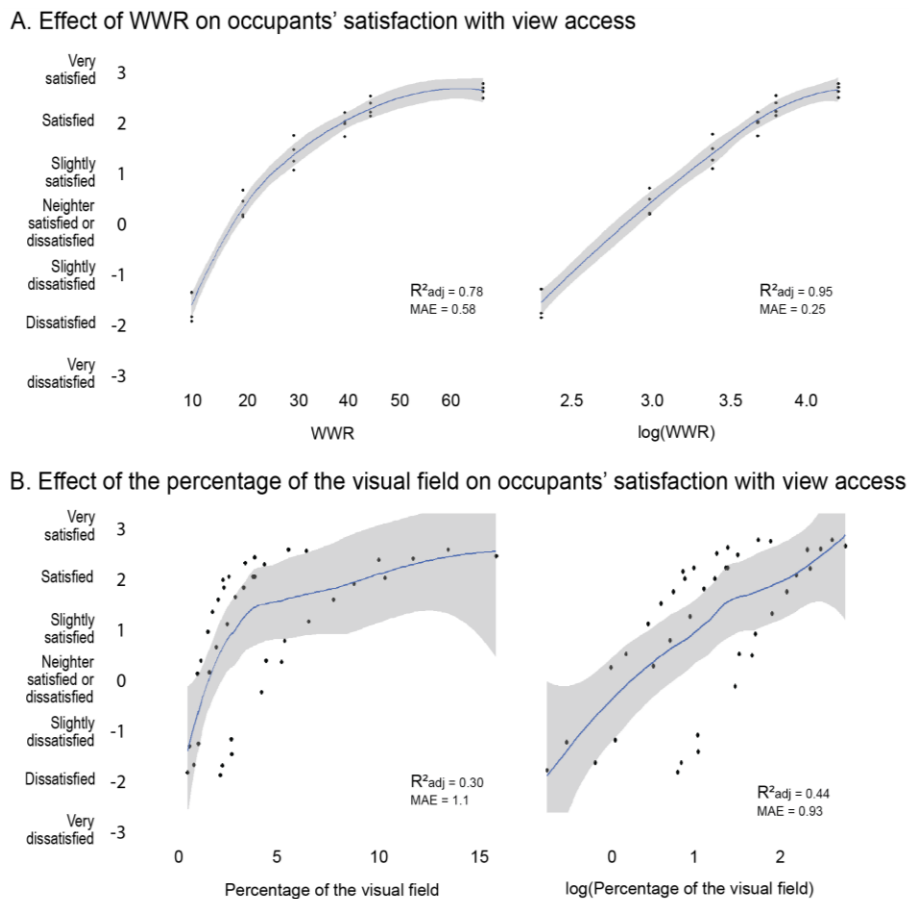 A. Effect of WWR on occupants' satisfaction with view access
Very
satisfied 3
Satisfied 2
Slightly
satisfied 1
Neighter
satisfied or
dissatisfied 0
Slightly
dissatisfied -1
Dissatisfied -2
Very
dissatisfied -3
R²adj = 0.78
MAE = 0.58
10 20 30 40 50 60
WWR
R²adj = 0.95
MAE = 0.25
2.5 3.0 3.5 4.0
log(WWR)
B. Effect of the percentage of the visual field on occupants' satisfaction with view access
Very
satisfied 3
Satisfied 2
Slightly
satisfied 1
Neighter
satisfied or
dissatisfied 0
Slightly
dissatisfied -1
Dissatisfied -2
Very
dissatisfied -3
R²adj = 0.30
MAE = 1.1
0 5 10 15
Percentage of the visual field
R²adj = 0.44
MAE = 0.93
0 1 2
log(Percentage of the visual field)